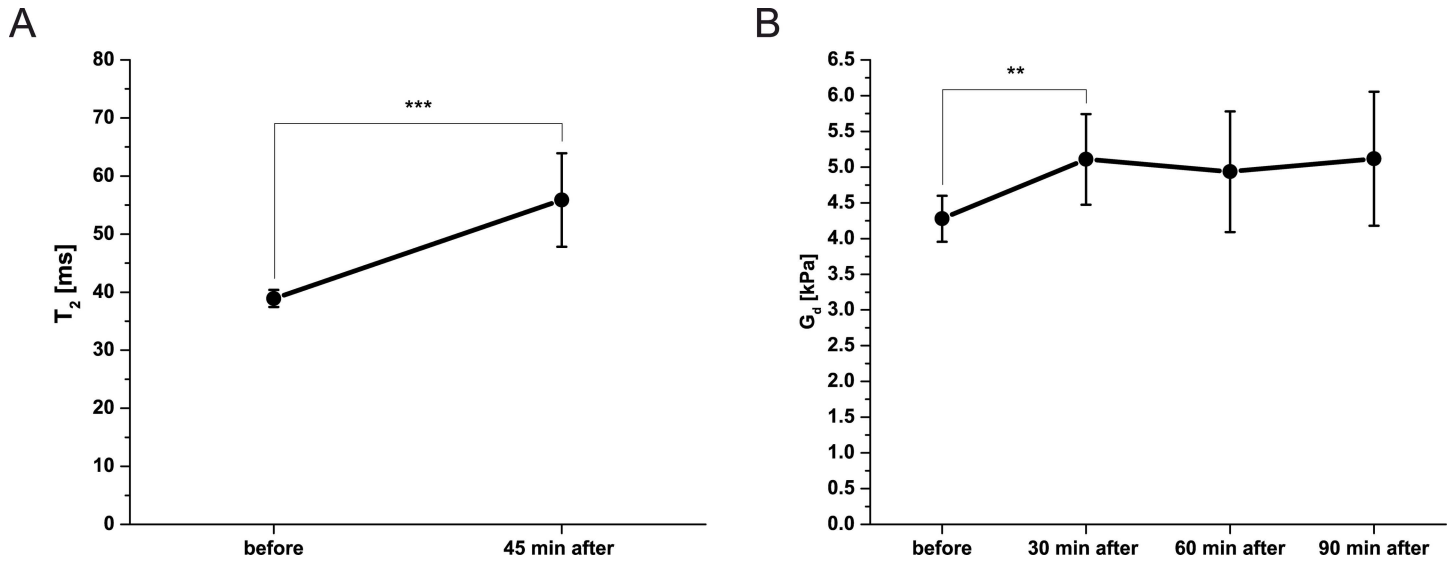 A
T2 [ms]
80
70
60
50
40
30
20
10
0
***
before
45 min after
B
Gd [kPa]
6.5
6.0
5.5
5.0
4.5
4.0
3.5
3.0
2.5
2.0
1.5
1.0
0.5
0.0
**
before
30 min after
60 min after
90 min after